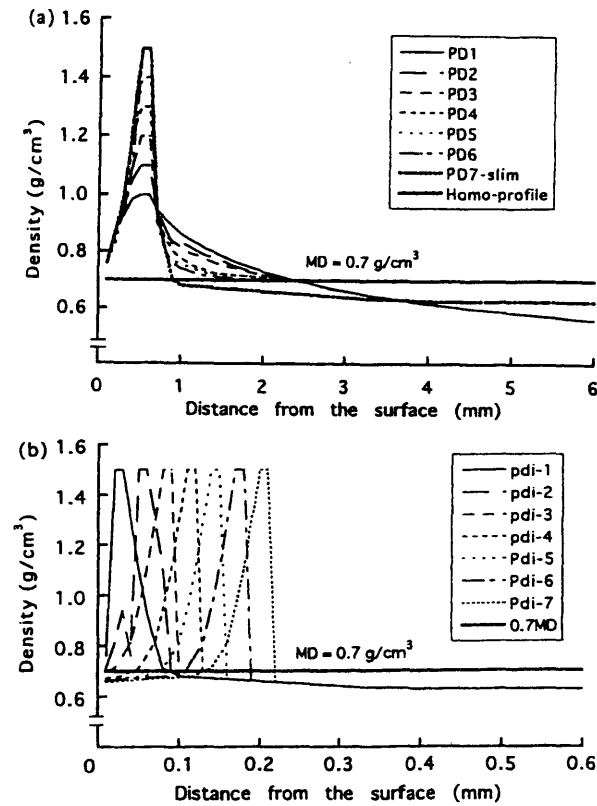 (a)
1.6
1.4
1.2
1.0
0.8
0.6
Density (g/cm³)
PD1
PD2
PD3
PD4
PD5
PD6
PD7-slim
Homo-profile
MD = 0.7 g/cm³
0
1
2
3
4
5
6
Distance from the surface (mm)
(b)
1.6
1.4
1.2
1.0
0.8
0.6
Density (g/cm³)
pdi-1
pdi-2
pdi-3
pdi-4
Pdi-5
Pdi-6
Pdi-7
0.7MD
MD = 0.7 g/cm³
0
0.1
0.2
0.3
0.4
0.5
0.6
Distance from the surface (mm)